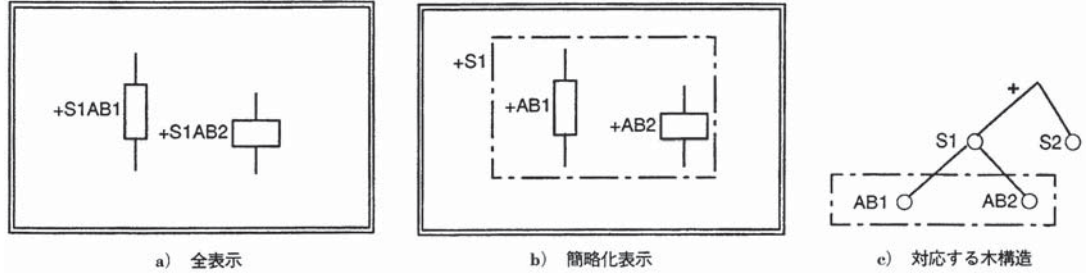 +S1AB1
+S1AB2
a) 全表示
+S1
+AB1
+AB2
b) 簡略化表示
+
S1
S2
AB1
AB2
c) 対応する木構造